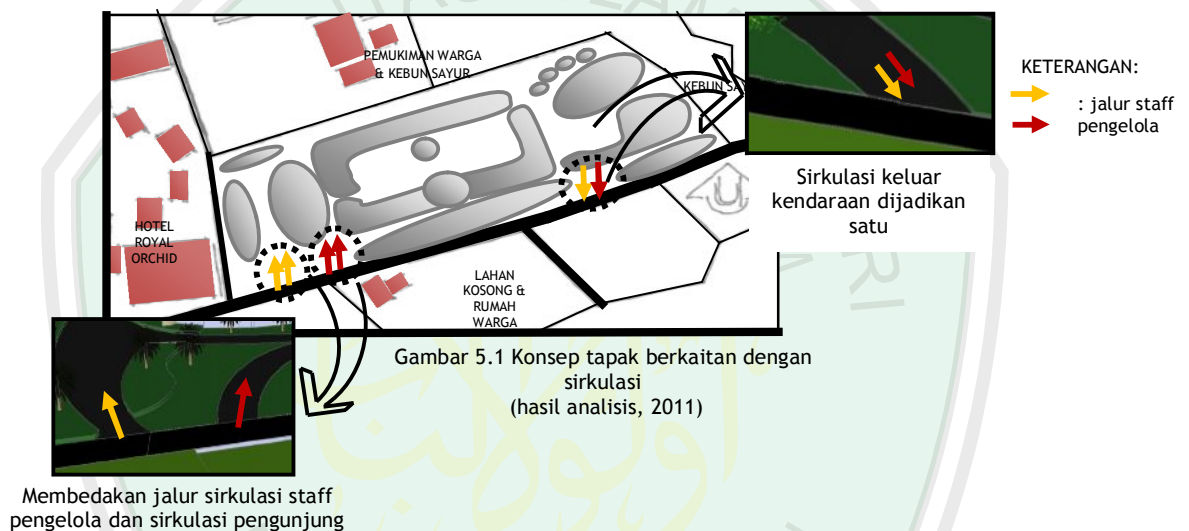 PEMUKIMAN WARGA
& KEBUN SAYUR
KEBUN SA
KETERANGAN:
: jalur staff
pengelola
Sirkulasi keluar
kendaraan dijadikan
satu
HOTEL
ROYAL
ORCHID
LAHAN
KOSONG &
RUMAH
WARGA
Gambar 5.1 Konsep tapak berkaitan dengan
sirkulasi
(hasil analisis, 2011)
Membedakan jalur sirkulasi staff
pengelola dan sirkulasi pengunjung